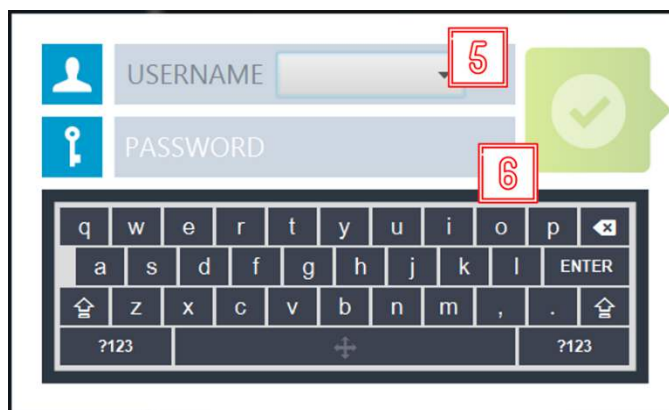 USERNAME 5
PASSWORD
6
q w e r t y u i o p
a s d f g h j k l ENTER
z x c v b n m , .
?123 ?123